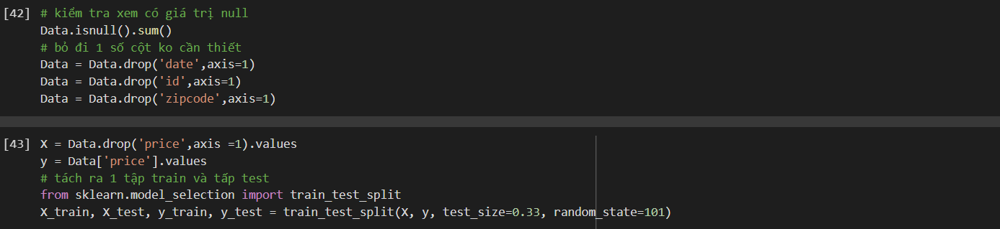 [42] # kiểm tra xem có giá trị null
Data.isnull().sum()
# bỏ đi 1 số cột ko cần thiết
Data = Data.drop('date',axis=1)
Data = Data.drop('id',axis=1)
Data = Data.drop('zipcode',axis=1)
[43] X = Data.drop('price',axis =1).values
y = Data['price'].values
# tách ra 1 tập train và tấp test
from sklearn.model_selection import train_test_split
X_train, X_test, y_train, y_test = train_test_split(X, y, test_size=0.33, random_state=101)